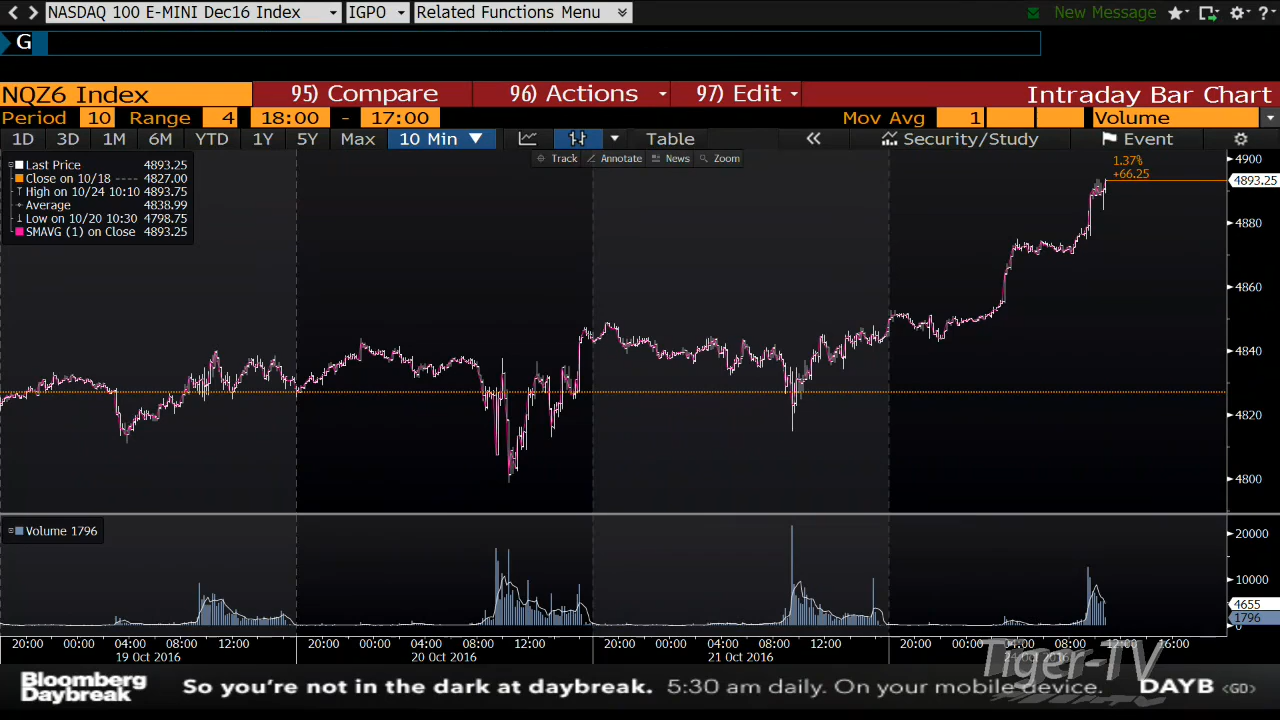 NASDAQ 100 E-MINI Dec16 Index IGPO Related Functions Menu New Message ?
G
NQZ6 Index 95) Compare 96) Actions 97) Edit Intraday Bar Chart
Period 10 Range 4 18:00 - 17:00 Mov Avg 1 Volume
1D 3D 1M 6M YTD 1Y 5Y Max 10 Min Table Security/Study Event
Track Annotate News Zoom
Last Price 4893.25
Close on 10/18 ---- 4827.00
High on 10/24 10:10 4893.75
Average 4838.99
Low on 10/20 10:30 4798.75
SMAVG (1) on Close 4893.25
1.37%
+66.25
4900
4893.25
4880
4860
4840
4820
4800
Volume 1796
20000
10000
4655
1796
0
20:00 00:00 04:00 08:00 12:00 20:00 00:00 04:00 08:00 12:00 20:00 00:00 04:00 08:00 12:00 20:00 00:00 04:00 08:00 12:00 16:00
19 Oct 2016 20 Oct 2016 21 Oct 2016 24 Oct 2016
Tiger-TV
Bloomberg
Daybreak
So you're not in the dark at daybreak. 5:30 am daily. On your mobile device. DAYB <GO>